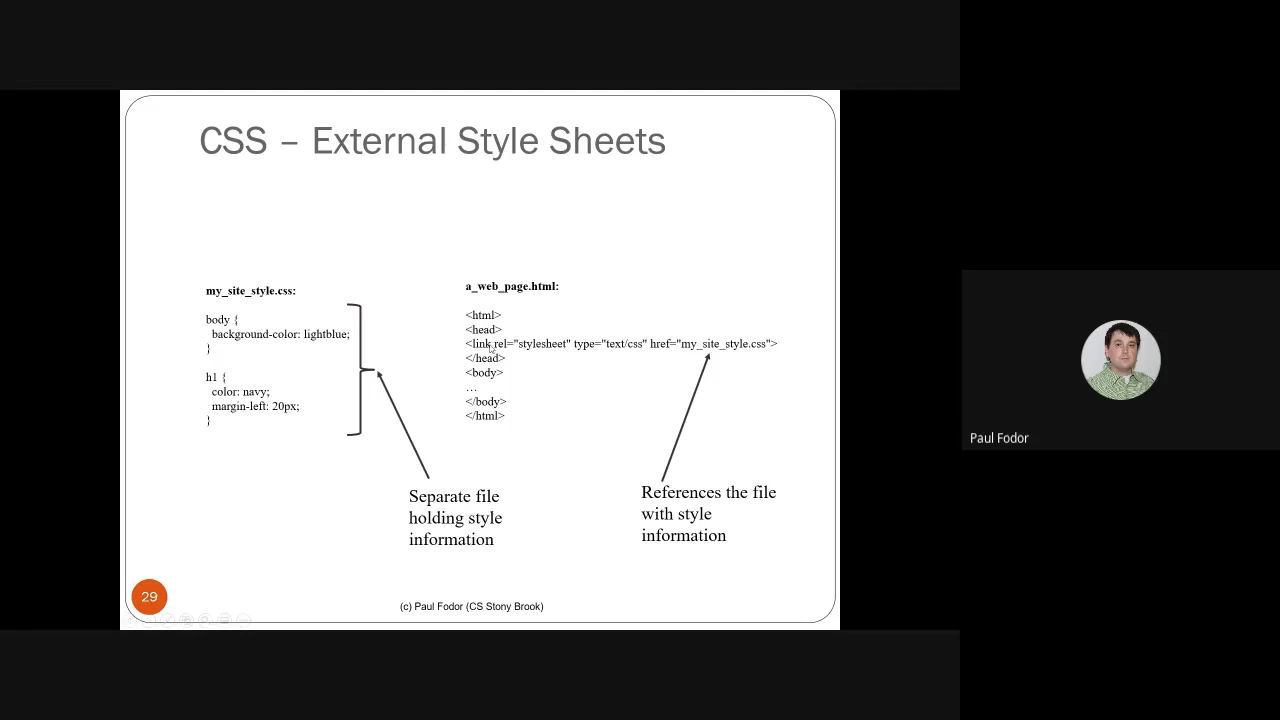 CSS – External Style Sheets
my_site_style.css:
body {
background-color: lightblue;
}
h1 {
color: navy;
margin-left: 20px;
}
a_web_page.html:
<html>
<head>
<link rel="stylesheet" type="text/css" href="my_site_style.css">
</head>
<body>
…
</body>
</html>
Separate file
holding style
information
References the file
with style
information
29
(c) Paul Fodor (CS Stony Brook)
Paul Fodor